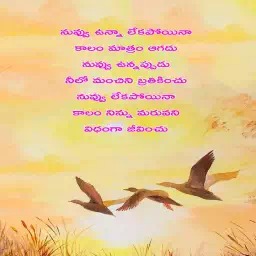 నువ్వు ఉన్నా లేకపోయినా
కాలం మాత్రం ఆగదు
నువ్వు ఉన్నప్పుడు
నీలో మంచిని బ్రతికించు
నువ్వు లేకపోయినా
కాలం నిన్ను మరువని
విధంగా జీవించు